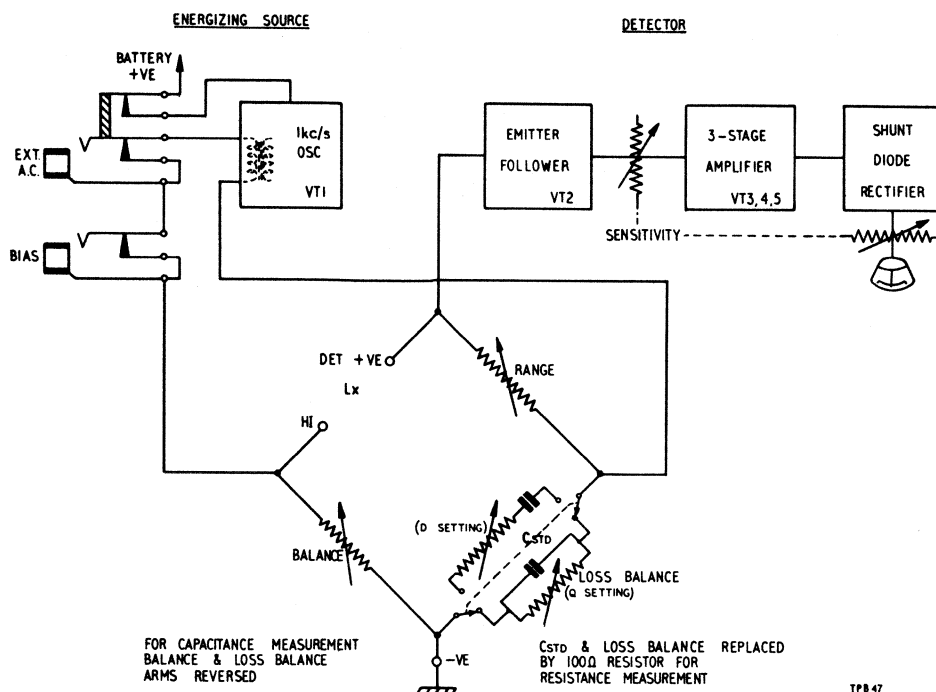 ENERGIZING SOURCE
DETECTOR
BATTERY
+VE
EXT.
A.C.
BIAS
1kc/s
OSC
VT1
EMITTER
FOLLOWER
VT2
3-STAGE
AMPLIFIER
VT3,4,5
SHUNT
DIODE
RECTIFIER
SENSITIVITY
DET +VE
Lx
HI
RANGE
BALANCE
(D SETTING)
CSTD
LOSS BALANCE
(Q SETTING)
-VE
FOR CAPACITANCE MEASUREMENT
BALANCE & LOSS BALANCE
ARMS REVERSED
CSTD & LOSS BALANCE REPLACED
BY 100Ω RESISTOR FOR
RESISTANCE MEASUREMENT
TPB 47